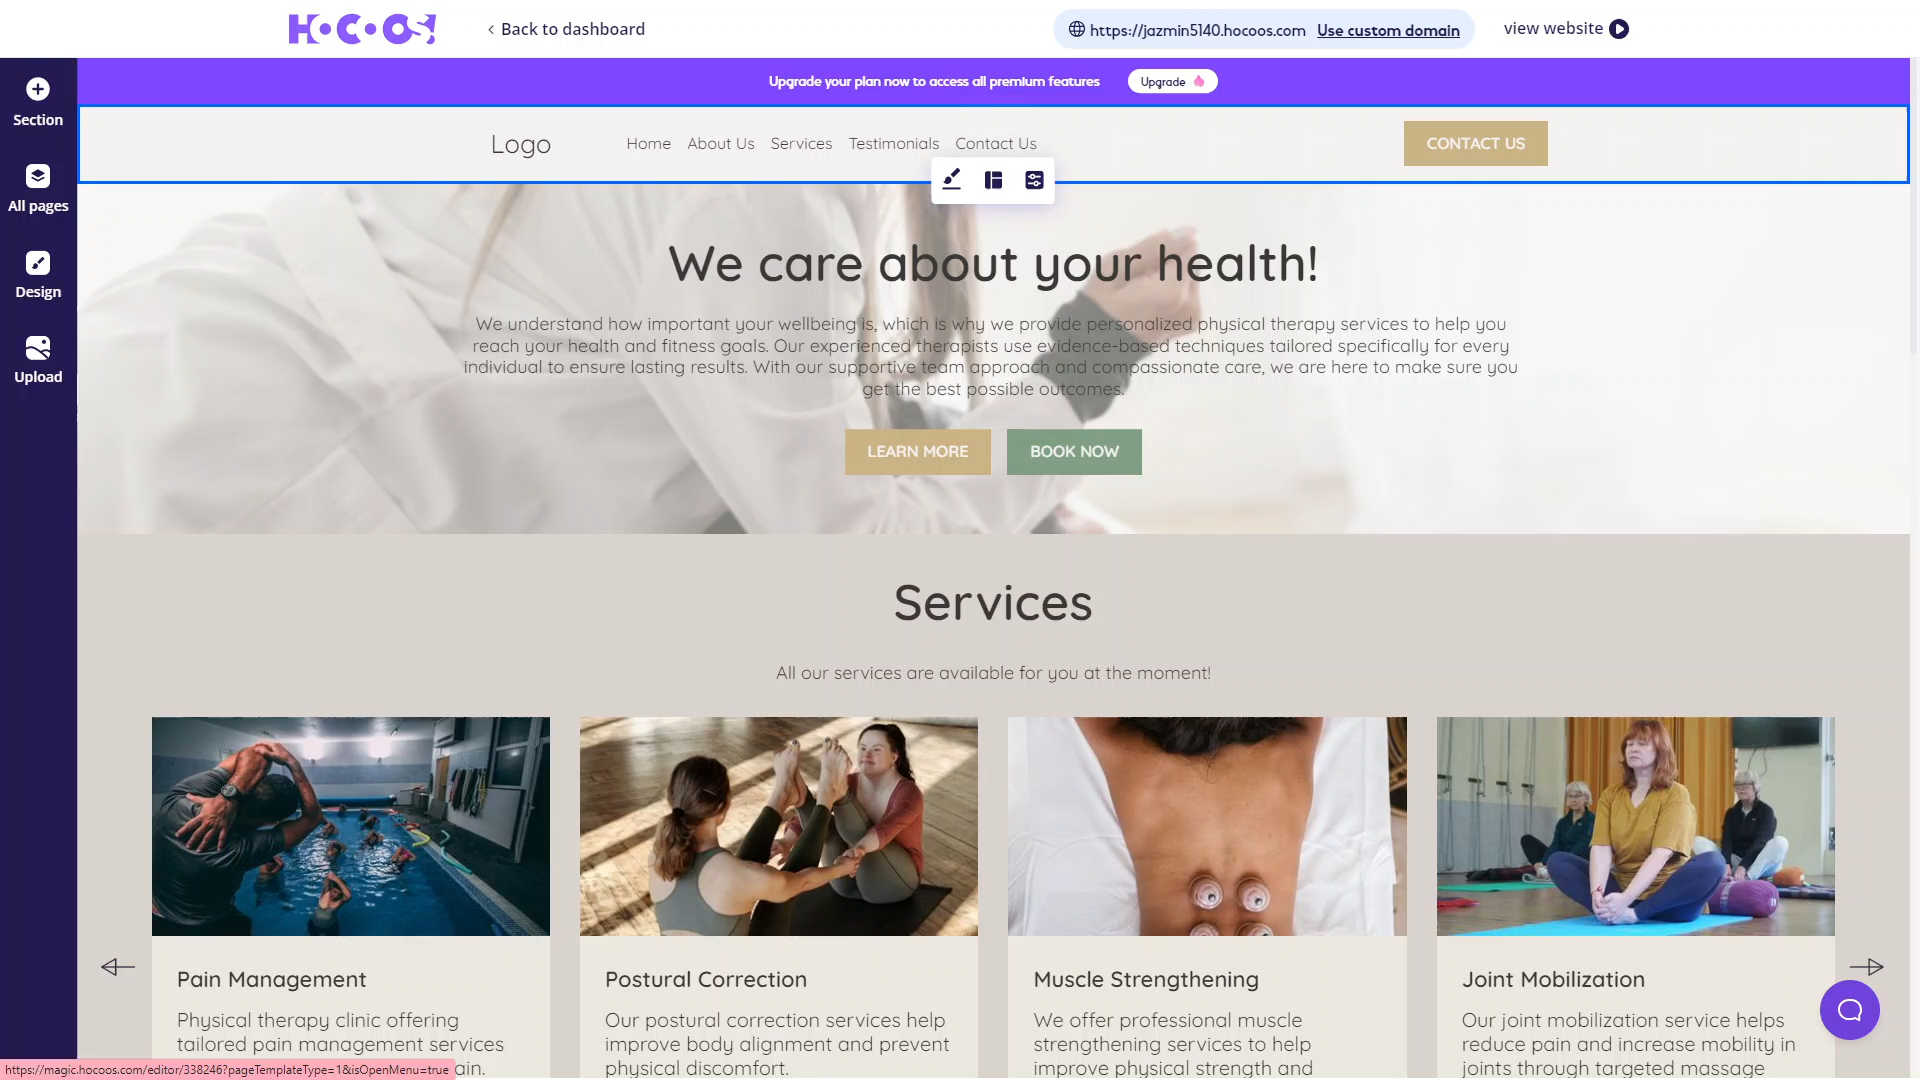 HOCOOS!
Back to dashboard
https://jazmin5140.hocoos.com Use custom domain
view website
Upgrade your plan now to access all premium features Upgrade
Section
All pages
Design
Upload
Logo Home About Us Services Testimonials Contact Us CONTACT US
We care about your health!
We understand how important your wellbeing is, which is why we provide personalized physical therapy services to help you
reach your health and fitness goals. Our experienced therapists use evidence-based techniques tailored specifically for every
individual to ensure lasting results. With our supportive team approach and compassionate care, we are here to make sure you
get the best possible outcomes.
LEARN MORE BOOK NOW
Services
All our services are available for you at the moment!
Pain Management
Physical therapy clinic offering
tailored pain management services
ain.
Postural Correction
Our postural correction services help
improve body alignment and prevent
physical discomfort.
Muscle Strengthening
We offer professional muscle
strengthening services to help
improve physical strength and
Joint Mobilization
Our joint mobilization service helps
reduce pain and increase mobility in
joints through targeted massage
https://magic.hocoos.com/editor/338246?pageTemplateType=1&isOpenMenu=true